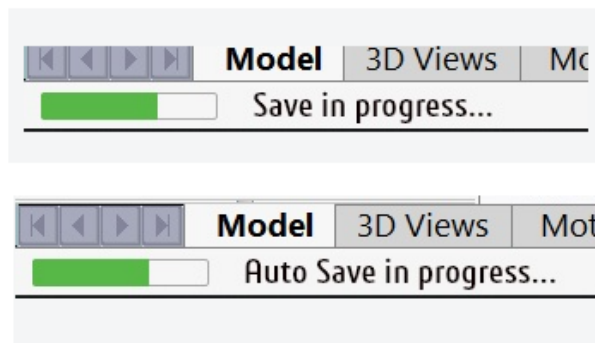 Model 3D Views
Save in progress...
Model 3D Views
Auto Save in progress...